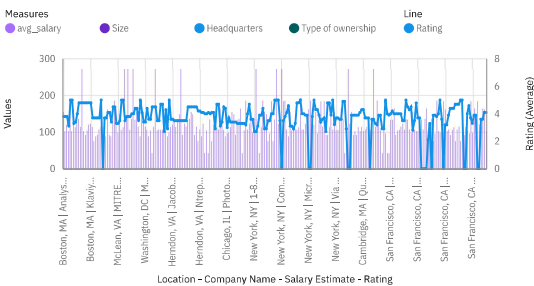 Measures
Line
avg_salary
Size
Headquarters
Type of ownership
Rating
300
200
100
0
Values
8
6
4
2
0
Rating (Average)
Boston, MA | Analys...
Boston, MA | Klaviy...
McLean, VA | MITRE...
Washington, DC | M...
Herndon, VA | Jacob...
Herndon, VA | Ntrep...
Chicago, IL | Photo...
New York, NY | 1-8...
New York, NY | Com...
New York, NY | Micr...
New York, NY | Via ...
Cambridge, MA | Qu...
San Francisco, CA |...
San Francisco, CA |...
San Francisco, CA |...
San Francisco, CA ...
Location - Company Name - Salary Estimate - Rating